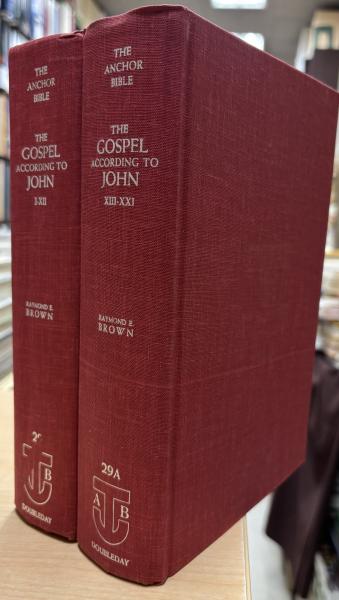 THE
ANCHOR
BIBLE
THE
GOSPEL
ACCORDING TO
JOHN
I-XII
RAYMOND E.
BROWN
B
DOUBLEDAY
THE
ANCHOR
BIBLE
THE
GOSPEL
ACCORDING TO
JOHN
XIII-XXI
RAYMOND E.
BROWN
29A
A B
DOUBLEDAY